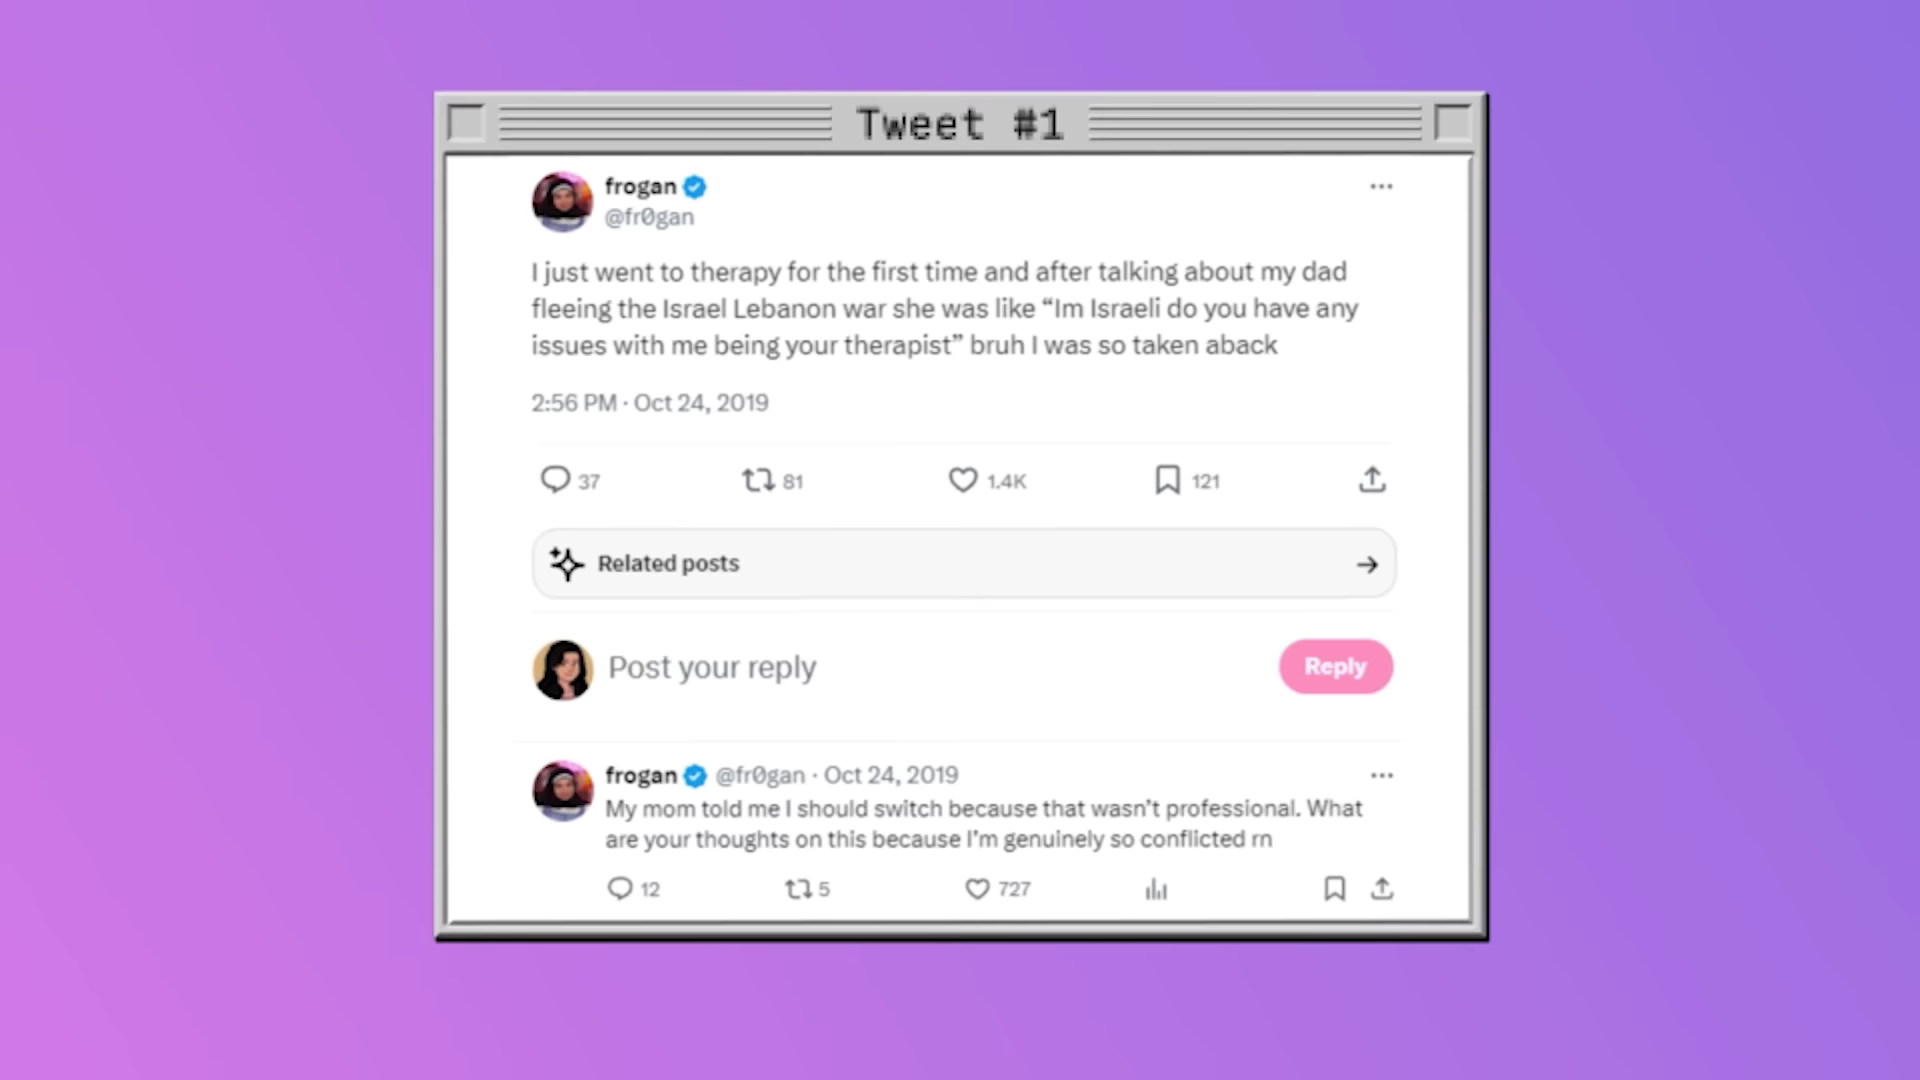 Tweet #1
frogan
@fr0gan
I just went to therapy for the first time and after talking about my dad
fleeing the Israel Lebanon war she was like “Im Israeli do you have any
issues with me being your therapist” bruh I was so taken aback
2:56 PM · Oct 24, 2019
37 81 1.4K 121
Related posts
Post your reply Reply
frogan @fr0gan · Oct 24, 2019
My mom told me I should switch because that wasn’t professional. What
are your thoughts on this because I’m genuinely so conflicted rn
12 5 727